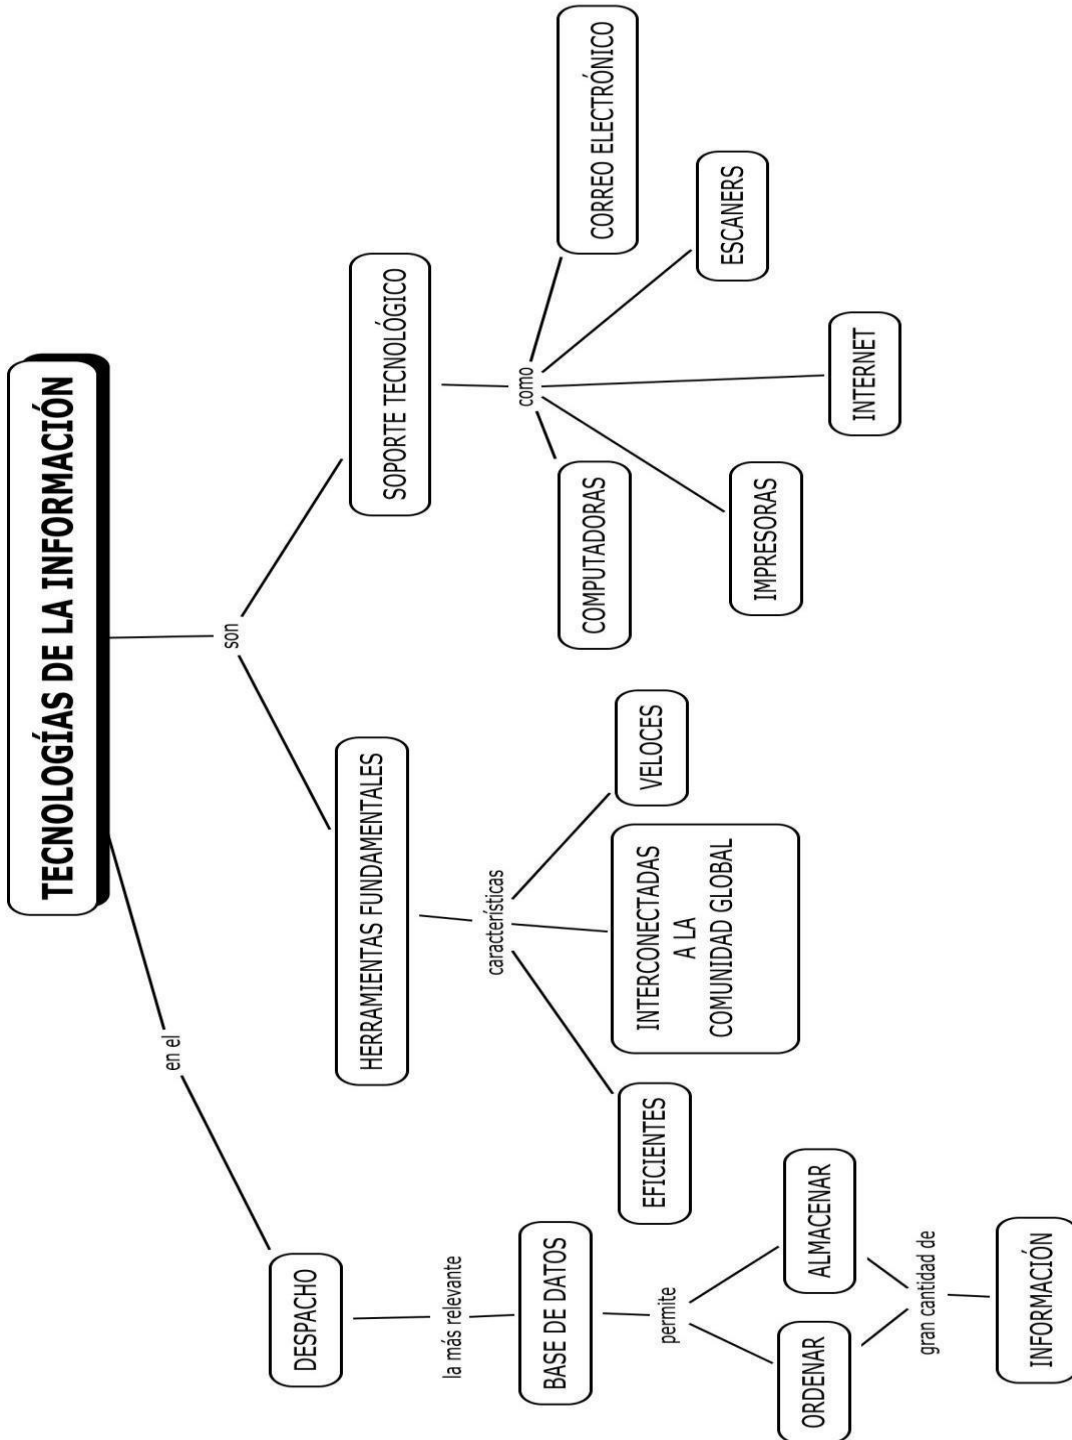 TECNOLOGÍAS DE LA INFORMACIÓN
en el
son
DESPACHO
HERRAMIENTAS FUNDAMENTALES
SOPORTE TECNOLÓGICO
la más relevante
características
como
BASE DE DATOS
EFICIENTES
INTERCONECTADAS
A LA
COMUNIDAD GLOBAL
VELOCES
COMPUTADORAS
CORREO ELECTRÓNICO
permite
IMPRESORAS
ESCANERS
ORDENAR
ALMACENAR
INTERNET
gran cantidad de
INFORMACIÓN